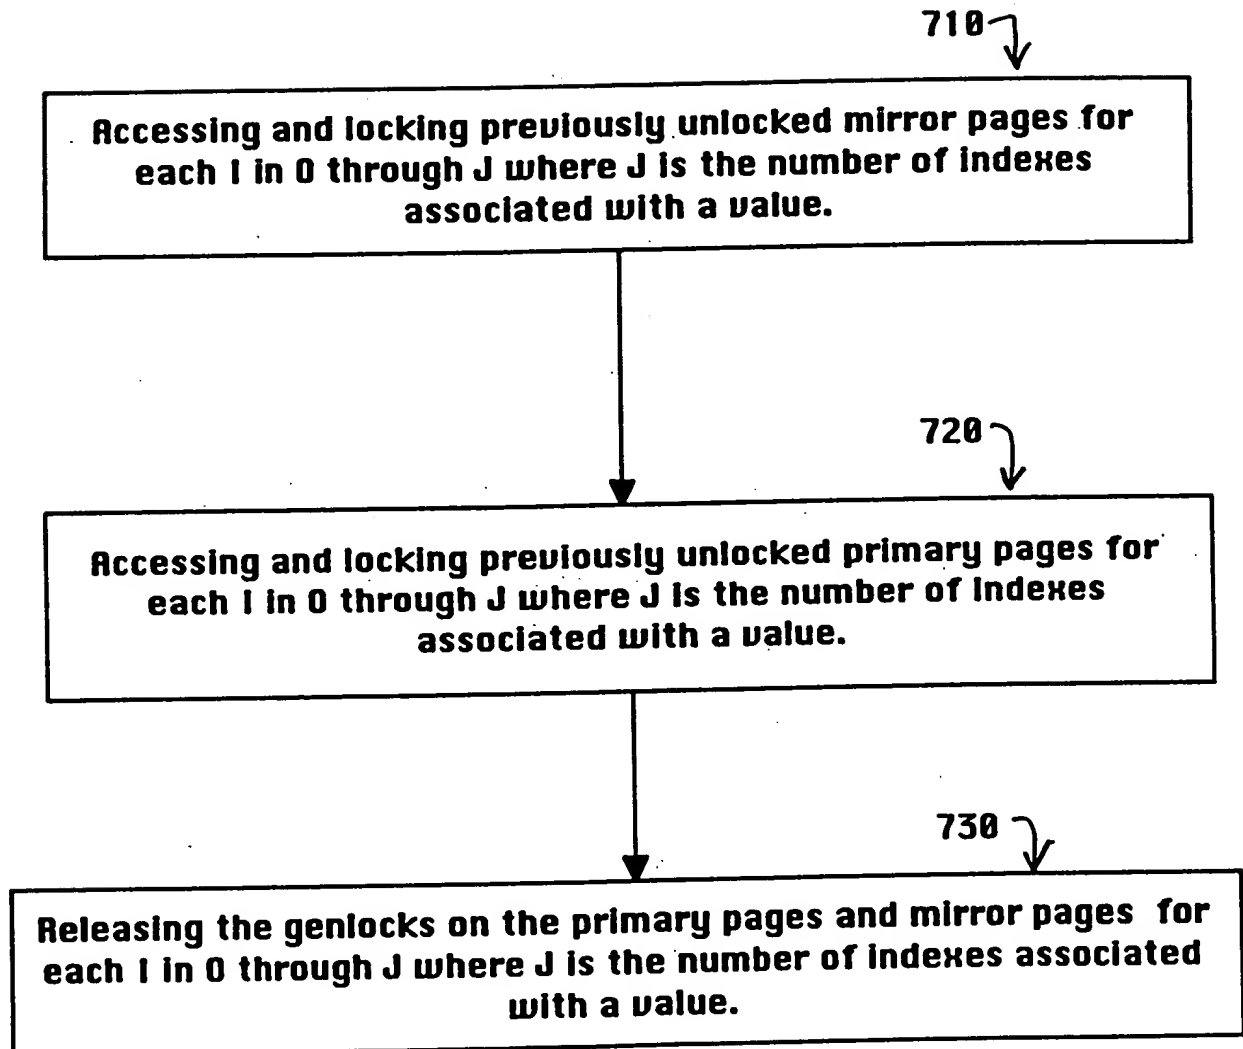 710
Accessing and locking previously unlocked mirror pages for
each I in 0 through J where J is the number of indexes
associated with a value.
720
Accessing and locking previously unlocked primary pages for
each I in 0 through J where J is the number of indexes
associated with a value.
730
Releasing the genlocks on the primary pages and mirror pages for
each I in 0 through J where J is the number of indexes associated
with a value.